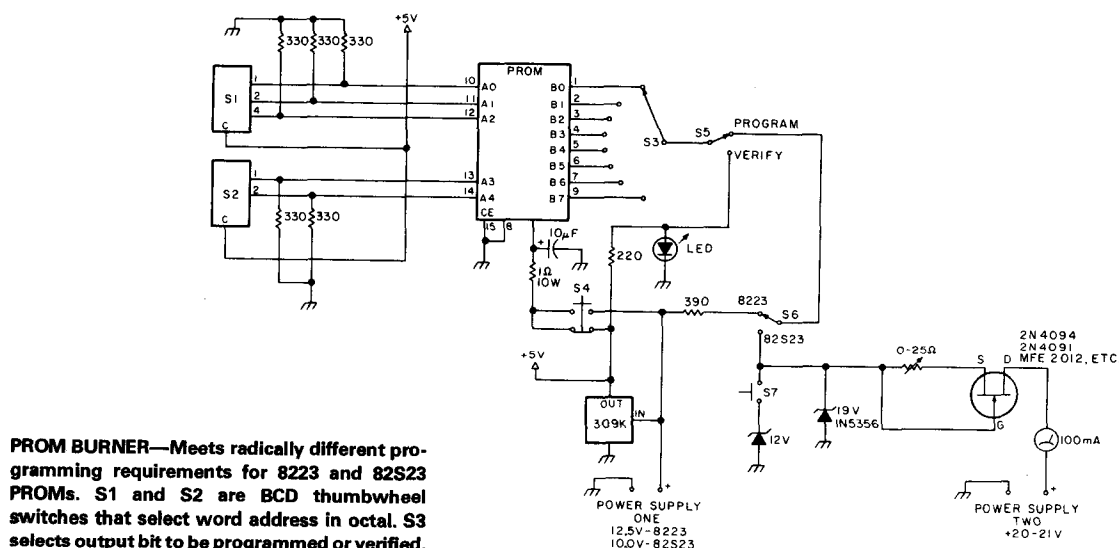 +5V
330 330 330
PROM
S1
1
2
4
C
10
11
12
A0
A1
A2
S2
1
2
C
13
14
A3
A4
CE
15 8
330 330
B0 1
B1 2
B2 3
B3 4
B4 5
B5 6
B6 7
B7 9
S3
S5
PROGRAM
VERIFY
+ 10µF
1Ω
10W
S4
220
LED
390
8223
S6
82S23
+5V
OUT
IN
309K
S7
12V
19V
1N5356
0-25Ω
S D
G
2N4094
2N4091
MFE 2012, ETC
100mA
+
POWER SUPPLY
ONE
12.5V-8223
10.0V-82S23
+
POWER SUPPLY
TWO
+20-21V
PROM BURNER—Meets radically different pro-
gramming requirements for 8223 and 82S23
PROMs. S1 and S2 are BCD thumbwheel
switches that select word address in octal. S3
selects output bit to be programmed or verified.